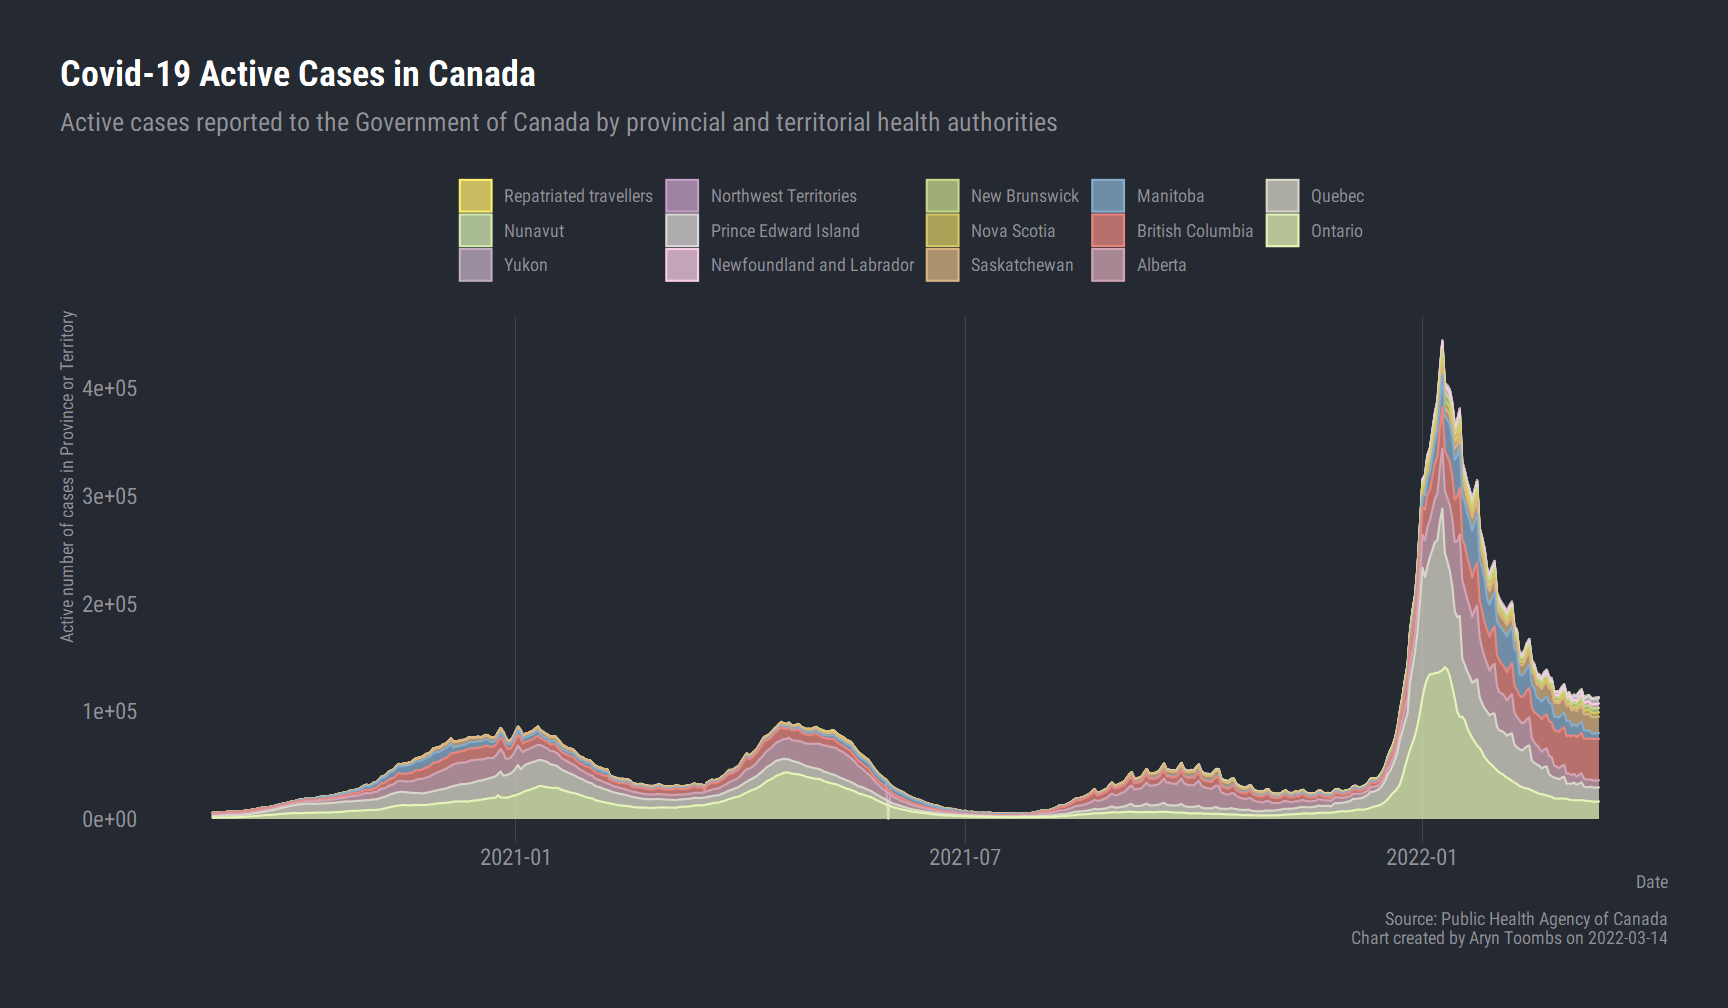 Covid-19 Active Cases in Canada
Active cases reported to the Government of Canada by provincial and territorial health authorities
Repatriated travellers
Northwest Territories
New Brunswick
Manitoba
Quebec
Nunavut
Prince Edward Island
Nova Scotia
British Columbia
Ontario
Yukon
Newfoundland and Labrador
Saskatchewan
Alberta
Active number of cases in Province or Territory
4e+05
3e+05
2e+05
1e+05
0e+00
2021-01
2021-07
2022-01
Date
Source: Public Health Agency of Canada
Chart created by Aryn Toombs on 2022-03-14